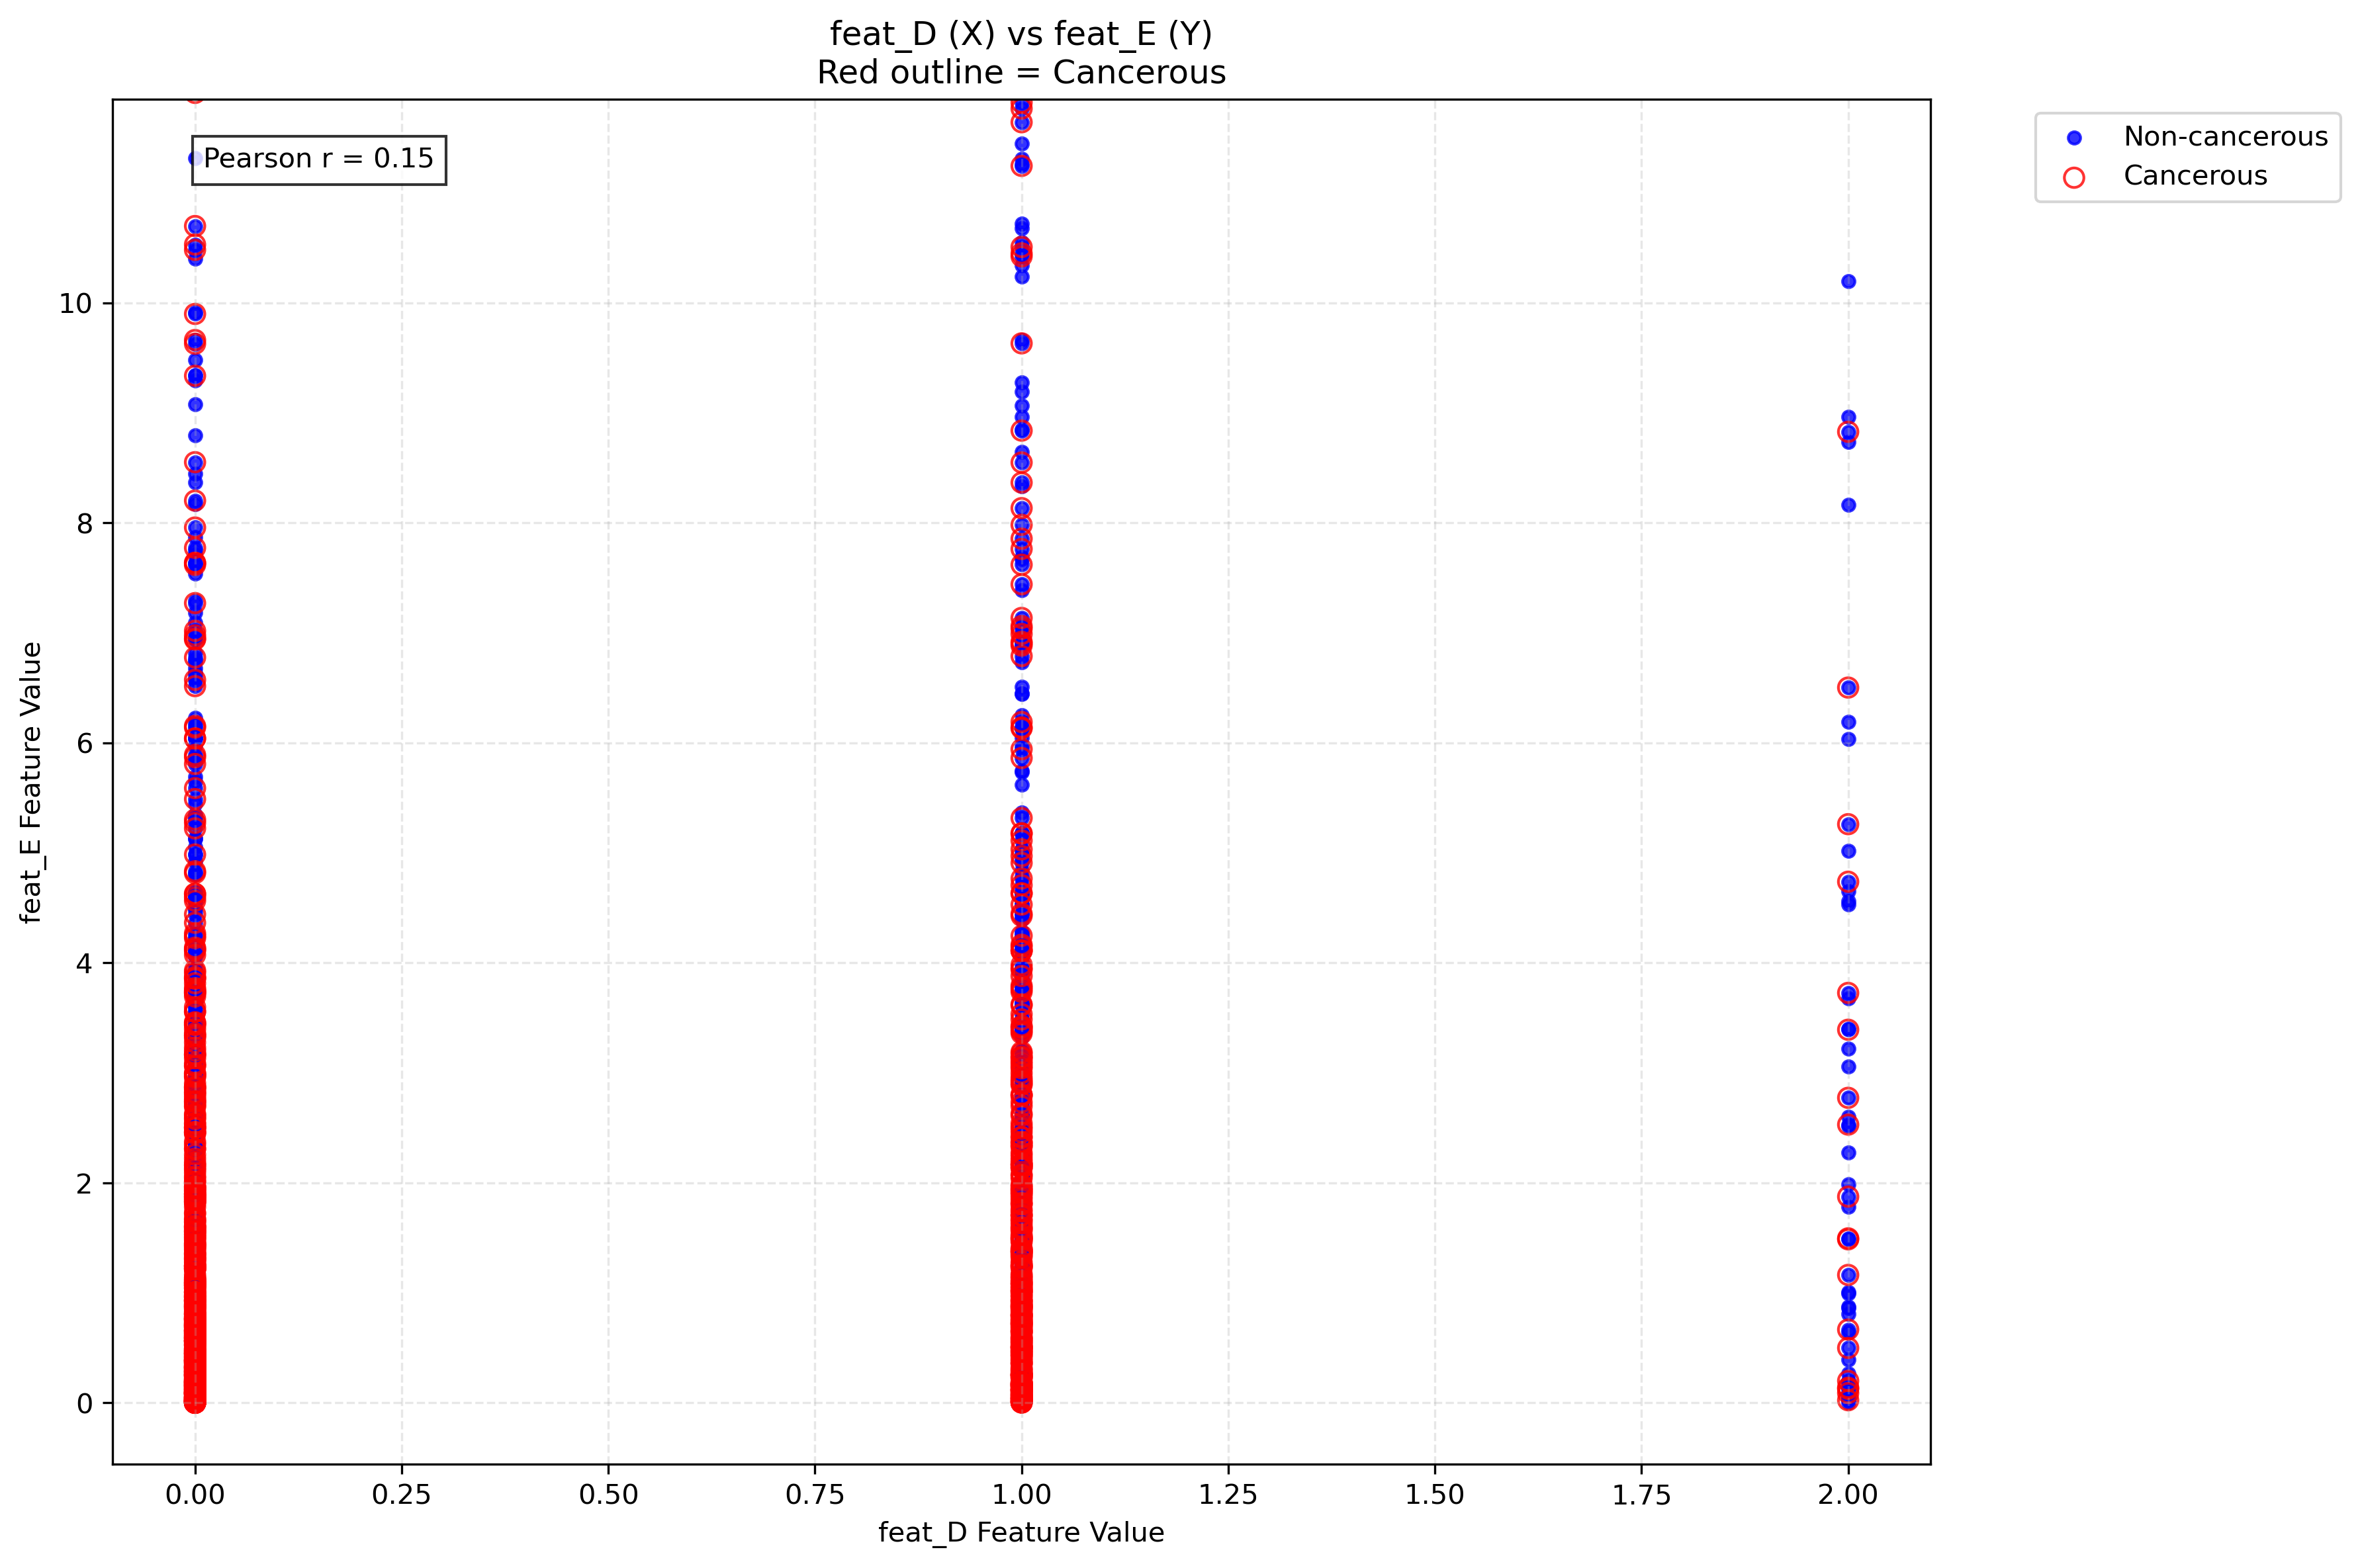 feat_D (X) vs feat_E (Y)
Red outline = Cancerous
Pearson r = 0.15
Non-cancerous
Cancerous
feat_E Feature Value
10
8
6
4
2
0
0.00 0.25 0.50 0.75 1.00 1.25 1.50 1.75 2.00
feat_D Feature Value